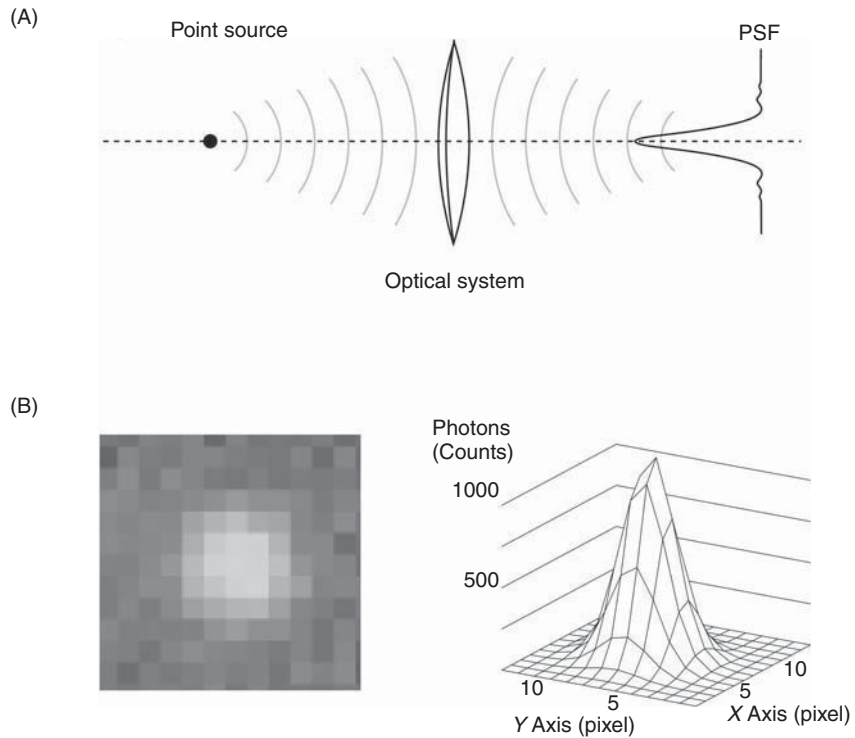 (A)
Point source
PSF
Optical system
(B)
Photons
(Counts)
1000
500
10
5
Y Axis (pixel)
5
10
X Axis (pixel)